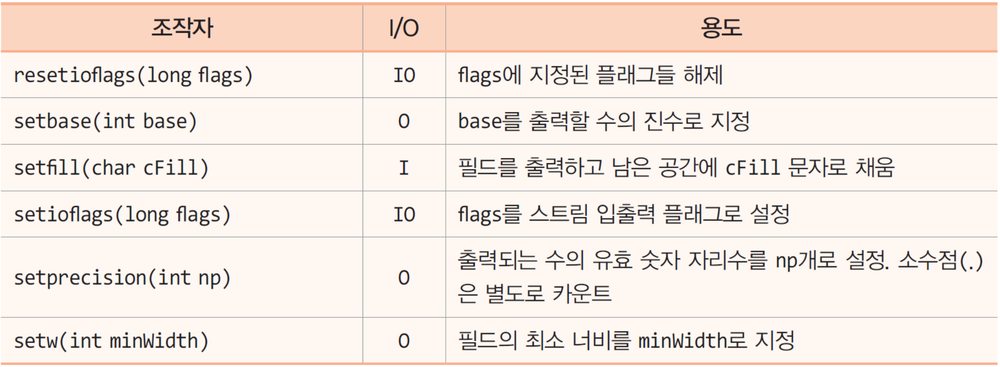 조작자 I/O 용도
resetioflags(long flags) IO flags에 지정된 플래그들 해제
setbase(int base) O base를 출력할 수의 진수로 지정
setfill(char cFill) I 필드를 출력하고 남은 공간에 cFill 문자로 채움
setioflags(long flags) IO flags를 스트림 입출력 플래그로 설정
setprecision(int np) O 출력되는 수의 유효 숫자 자리수를 np개로 설정. 소수점(.)
은 별도로 카운트
setw(int minWidth) O 필드의 최소 너비를 minWidth로 지정